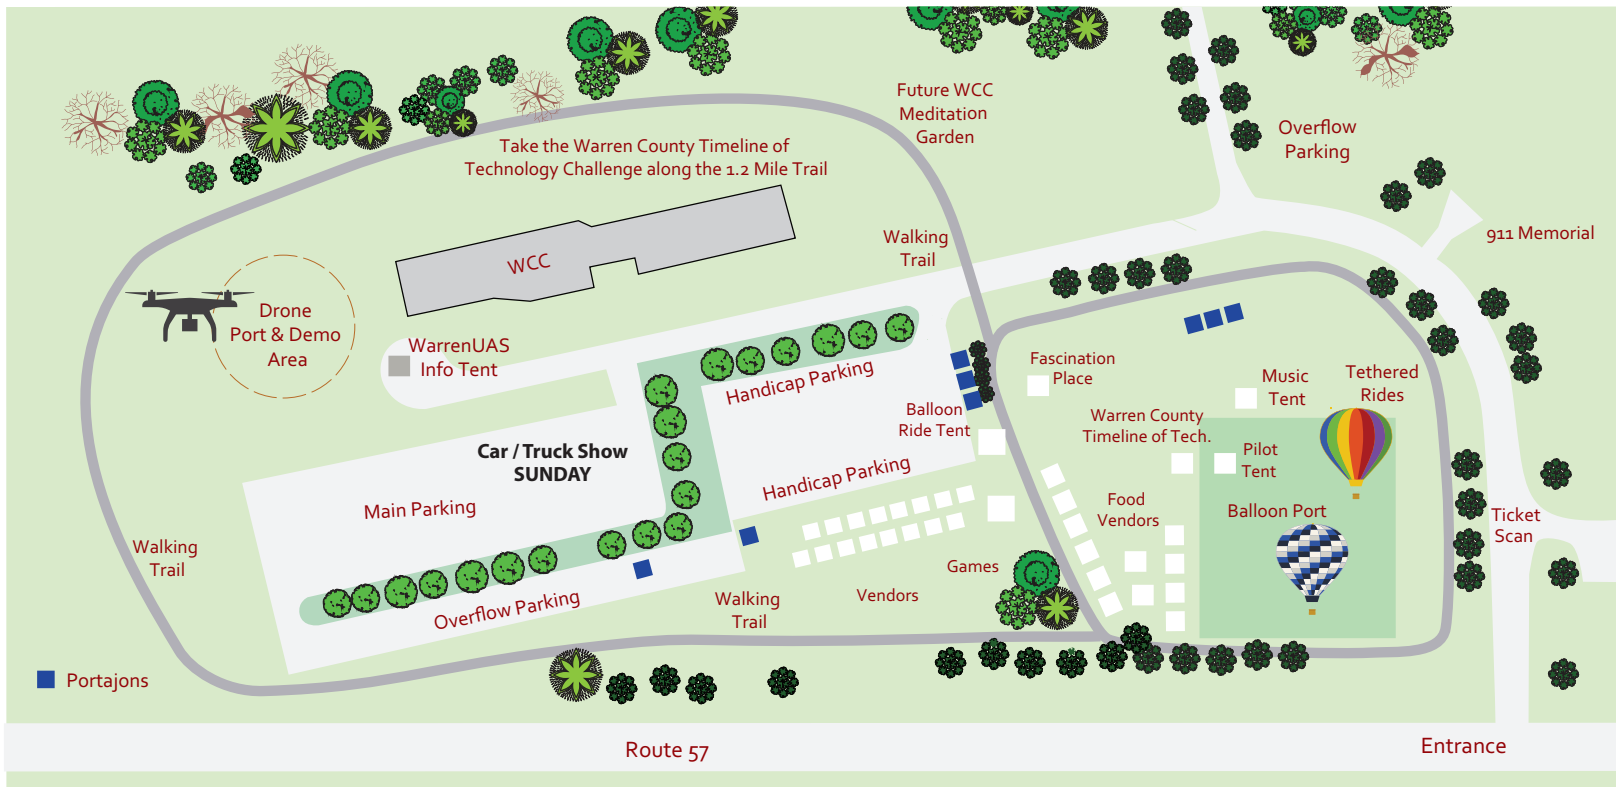 Future WCC
Meditation
Garden
Overflow
Parking
Take the Warren County Timeline of
Technology Challenge along the 1.2 Mile Trail
911 Memorial
Walking
Trail
WCC
Drone
Port & Demo
Area
WarrenUAS
Info Tent
Handicap Parking
Fascination
Place
Music
Tent
Tethered
Rides
Balloon
Ride Tent
Warren County
Timeline of Tech.
Car / Truck Show
SUNDAY
Pilot
Tent
Handicap Parking
Main Parking
Food
Vendors
Balloon Port
Ticket
Scan
Walking
Trail
Games
Vendors
Overflow Parking
Walking
Trail
Portajons
Route 57
Entrance